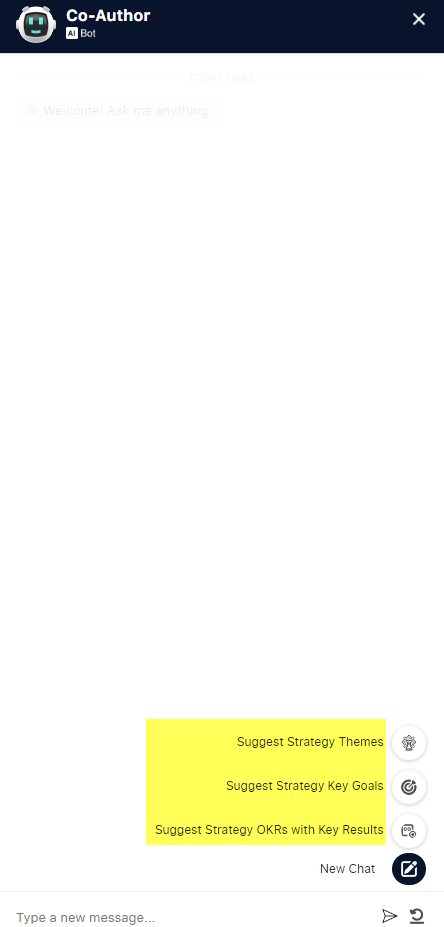 Co-Author
AI Bot
TODAY 12:52
Welcome! Ask me anything...
Suggest Strategy Themes
Suggest Strategy Key Goals
Suggest Strategy OKRs with Key Results
New Chat
Type a new message...